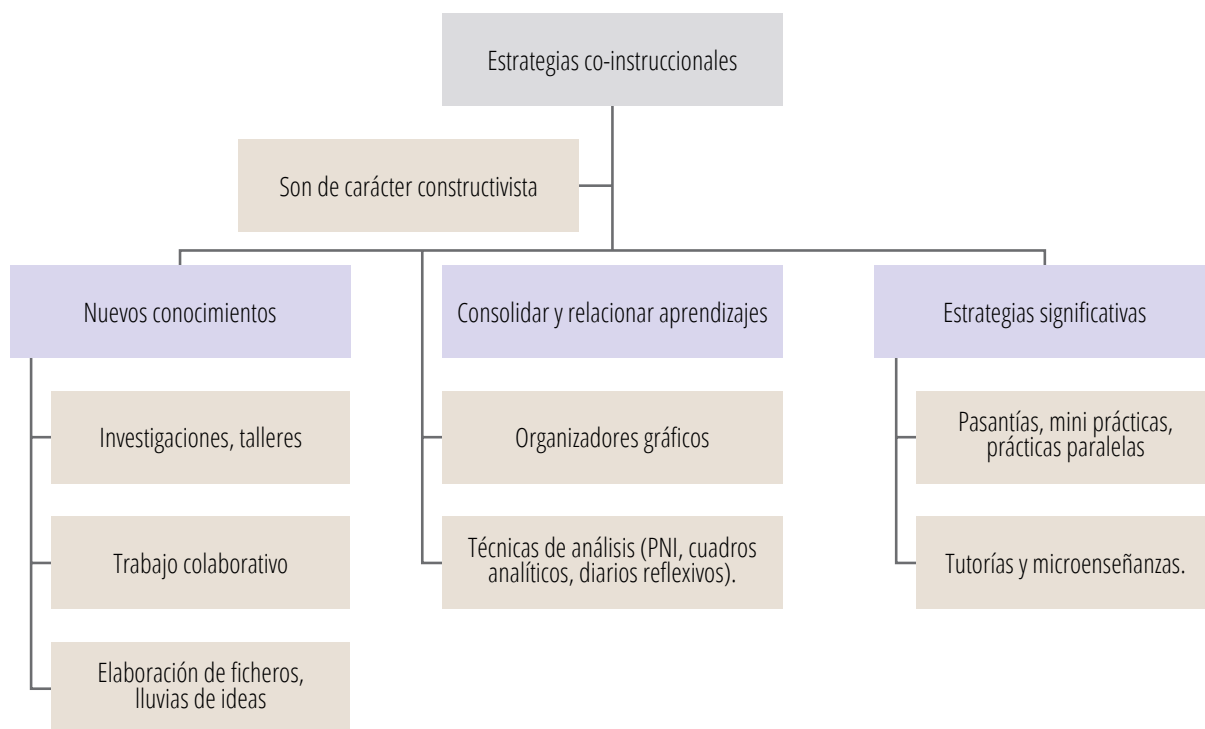 Estrategias co-instruccionales
Son de carácter constructivista
Nuevos conocimientos
Consolidar y relacionar aprendizajes
Estrategias significativas
Investigaciones, talleres
Organizadores gráficos
Pasantías, mini prácticas,
prácticas paralelas
Trabajo colaborativo
Técnicas de análisis (PNI, cuadros
analíticos, diarios reflexivos).
Tutorías y microenseñanzas.
Elaboración de ficheros,
lluvias de ideas